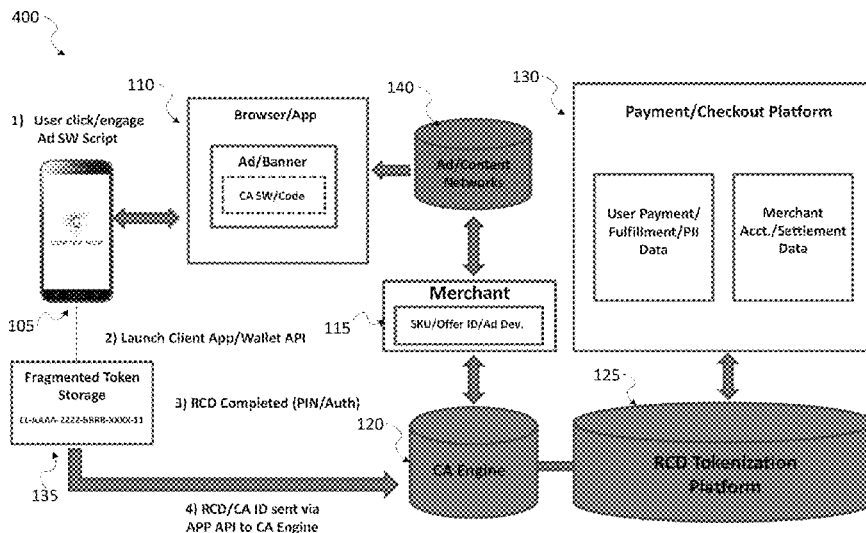 400
1) User click/engage
Ad SW Script
110
Browser/App
Ad/Banner
CA SW/Code
140
Ad/Content
Networks
130
Payment/Checkout Platform
User Payment/
Fulfillment/PII
Data
Merchant
Acct./Settlement
Data
105
Merchant
SKU/Offer ID/Ad Dev.
115
2) Launch Client App/Wallet API
Fragmented Token
Storage
135
3) RCD Completed (PIN/Auth)
120
CA Engine
125
RCD Tokenization
Platform
4) RCD/CA ID sent via
APP API to CA Engine